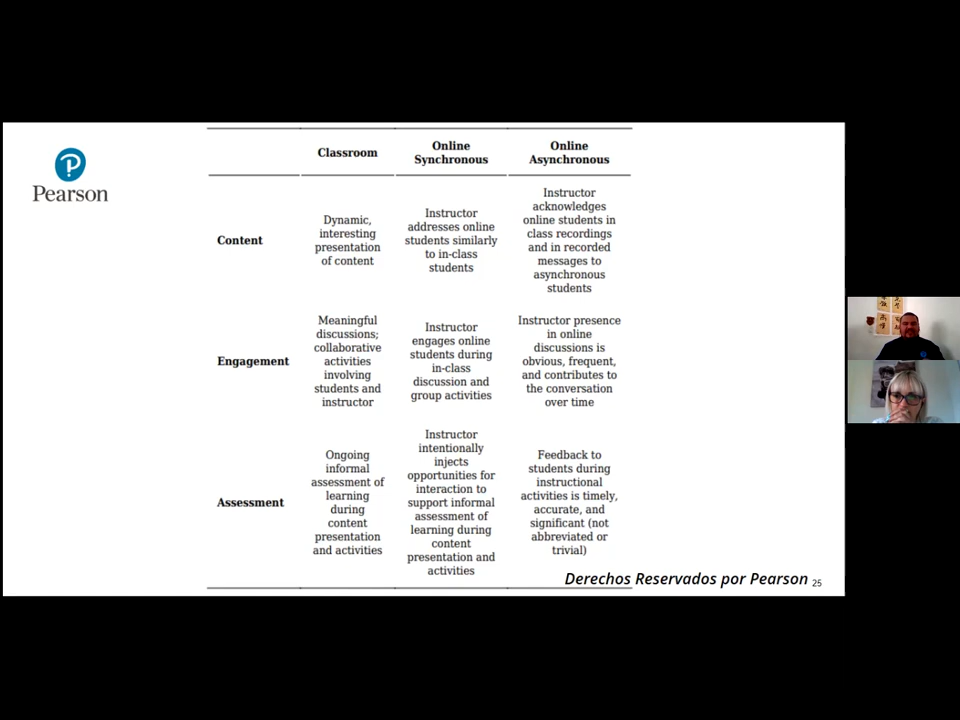 Pearson
Classroom
Online
Synchronous
Online
Asynchronous
Content
Dynamic,
interesting
presentation
of content
Instructor
addresses online
students similarly
to in-class
students
Instructor
acknowledges
online students in
class recordings
and in recorded
messages to
asynchronous
students
Engagement
Meaningful
discussions;
collaborative
activities
involving
students and
instructor
Instructor
engages online
students during
in-class
discussion and
group activities
Instructor presence
in online
discussions is
obvious, frequent,
and contributes to
the conversation
over time
Assessment
Ongoing
informal
assessment of
learning
during
content
presentation
and activities
Instructor
intentionally
injects
opportunities for
interaction to
support informal
assessment of
learning during
content
presentation and
activities
Feedback to
students during
instructional
activities is timely,
accurate, and
significant (not
abbreviated or
trivial)
Derechos Reservados por Pearson 25